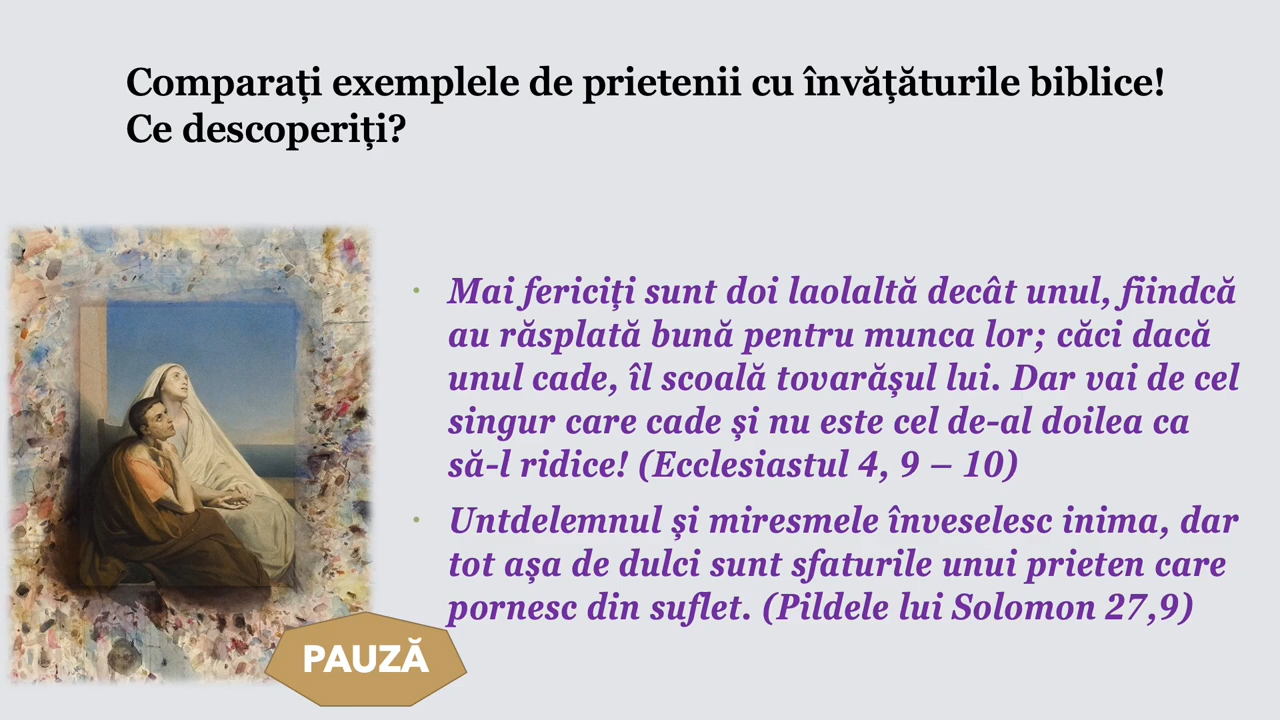 Comparați exemplele de prietenii cu învățăturile biblice!
Ce descoperiți?
• Mai fericiți sunt doi laolaltă decât unul, fiindcă
au răsplată bună pentru munca lor; căci dacă
unul cade, îl scoală tovarășul lui. Dar vai de cel
singur care cade și nu este cel de-al doilea ca
să-l ridice! (Ecclesiastul 4, 9 – 10)
• Untdelemnul și miresmele înveselesc inima, dar
tot așa de dulci sunt sfaturile unui prieten care
pornesc din suflet. (Pildele lui Solomon 27,9)
PAUZĂ